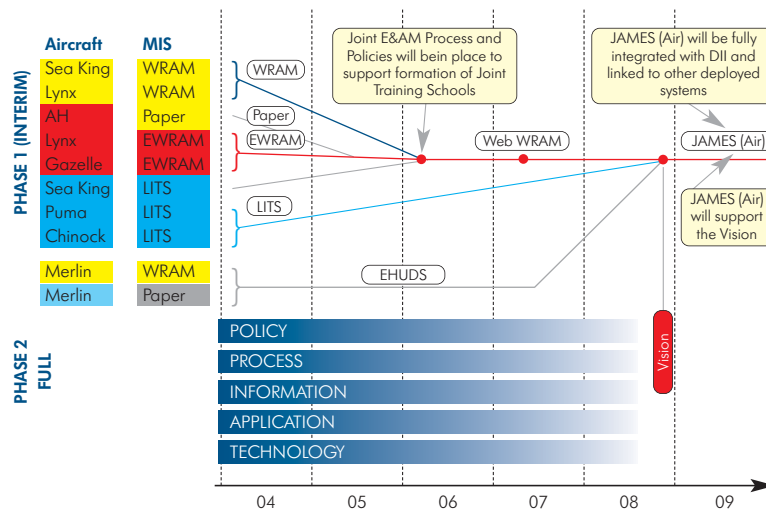 Aircraft MIS
Sea King WRAM
Lynx WRAM
AH Paper
Lynx EWRAM
Gazelle EWRAM
Sea King LITS
Puma LITS
Chinock LITS
Merlin WRAM
Merlin Paper
PHASE 1 (INTERIM)
PHASE 2
FULL
WRAM
Paper
EWRAM
LITS
EHUDS
Web WRAM
JAMES (Air)
Joint E&AM Process and
Policies will bein place to
support formation of Joint
Training Schools
JAMES (Air) will be fully
integrated with DII and
linked to other deployed
systems
JAMES (Air)
will support
the Vision
Vision
POLICY
PROCESS
INFORMATION
APPLICATION
TECHNOLOGY
04 05 06 07 08 09